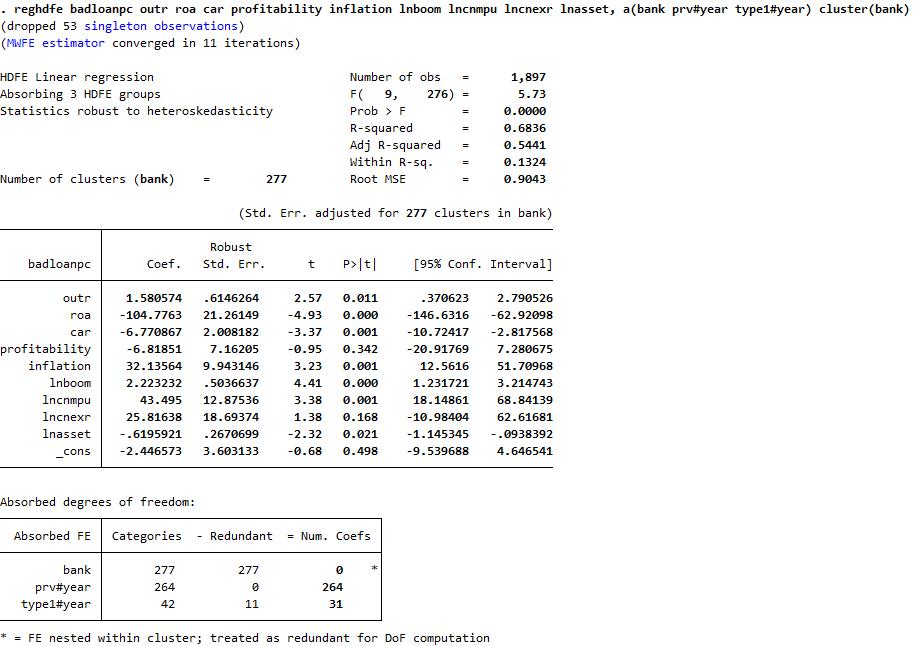 . reghdfe badloanpc outr roa car profitability inflation lnboom lncnmpu lncnexr lnasset, a(bank prv#year type1#year) cluster(bank)
(dropped 53 singleton observations)
(MWFE estimator converged in 11 iterations)
HDFE Linear regression Number of obs = 1,897
Absorbing 3 HDFE groups F( 9, 276) = 5.73
Statistics robust to heteroskedasticity Prob > F = 0.0000
R-squared = 0.6836
Adj R-squared = 0.5441
Within R-sq. = 0.1324
Number of clusters (bank) = 277 Root MSE = 0.9043
(Std. Err. adjusted for 277 clusters in bank)
Robust
badloanpc Coef. Std. Err. t P>|t| [95% Conf. Interval]
outr 1.580574 .6146264 2.57 0.011 .370623 2.790526
roa -104.7763 21.26149 -4.93 0.000 -146.6316 -62.92098
car -6.770867 2.008182 -3.37 0.001 -10.72417 -2.817568
profitability -6.81851 7.16205 -0.95 0.342 -20.91769 7.280675
inflation 32.13564 9.943146 3.23 0.001 12.5616 51.70968
lnboom 2.223232 .5036637 4.41 0.000 1.231721 3.214743
lncnmpu 43.495 12.87536 3.38 0.001 18.14861 68.84139
lncnexr 25.81638 18.69374 1.38 0.168 -10.98404 62.61681
lnasset -.6195921 .2670699 -2.32 0.021 -1.145345 -.0938392
_cons -2.446573 3.603133 -0.68 0.498 -9.539688 4.646541
Absorbed degrees of freedom:
Absorbed FE Categories - Redundant = Num. Coefs
bank 277 277 0 *
prv#year 264 0 264
type1#year 42 11 31
* = FE nested within cluster; treated as redundant for DoF computation